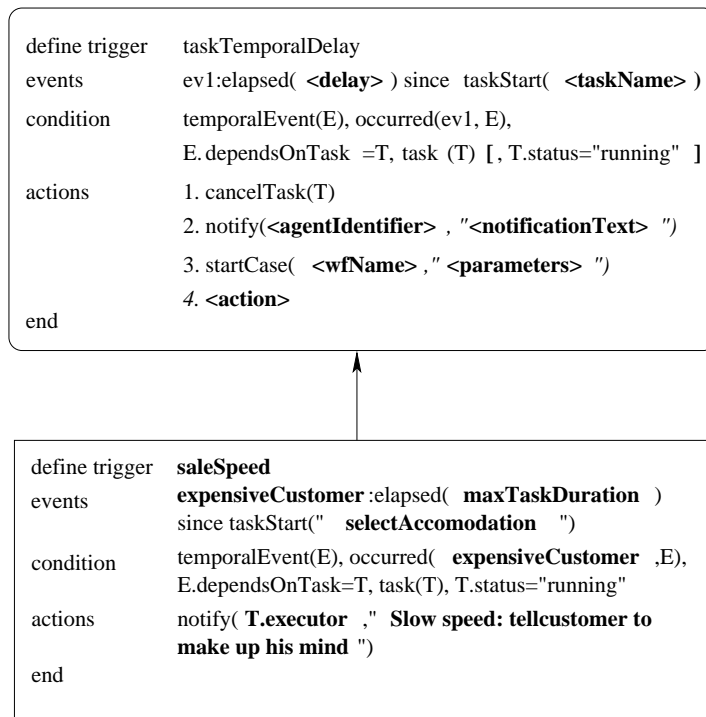 define trigger taskTemporalDelay
events ev1:elapsed( <delay> ) since taskStart( <taskName> )
condition temporalEvent(E), occurred(ev1, E),
E.dependsOnTask =T, task (T) [ , T.status="running" ]
actions 1. cancelTask(T)
2. notify(<agentIdentifier> , "<notificationText> ")
3. startCase( <wfName> ," <parameters> ")
4. <action>
end
define trigger saleSpeed
events expensiveCustomer:elapsed( maxTaskDuration )
since taskStart(" selectAccomodation ")
condition temporalEvent(E), occurred( expensiveCustomer ,E),
E.dependsOnTask=T, task(T), T.status="running"
actions notify( T.executor ," Slow speed: tellcustomer to
make up his mind ")
end